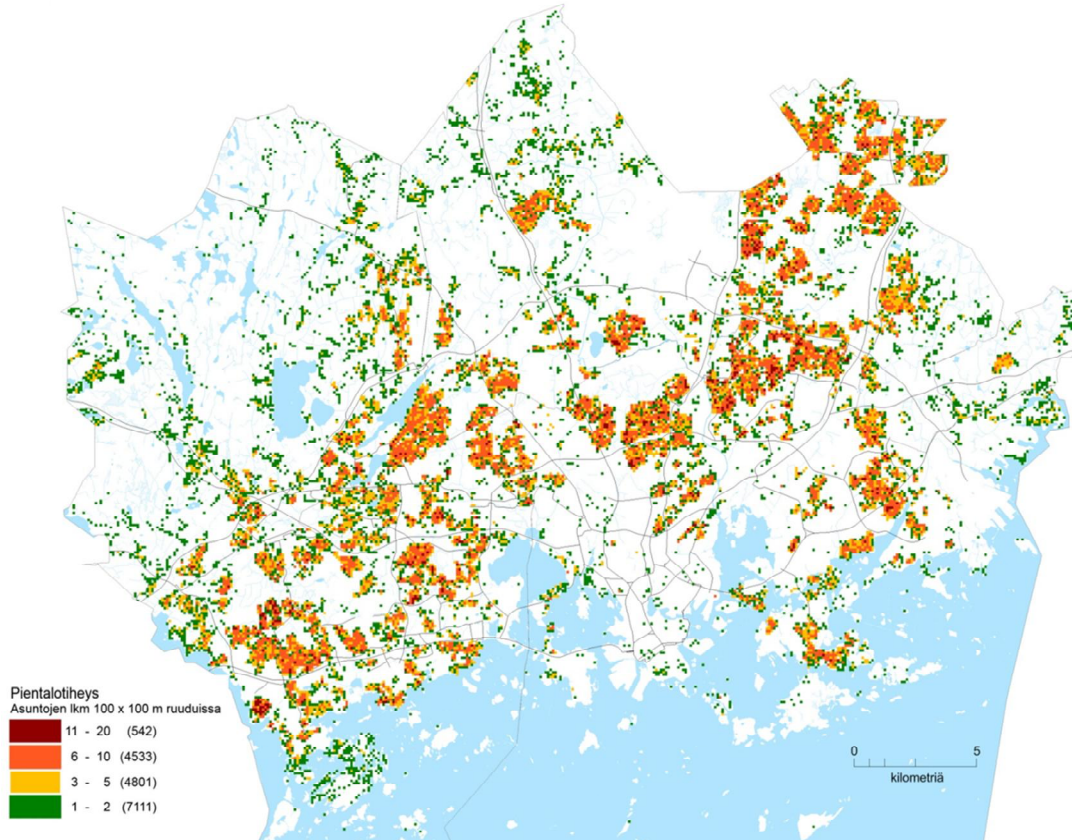 Pientalotiheys
Asuntojen lkm 100 x 100 m ruuduissa
11 - 20 (542)
6 - 10 (4533)
3 - 5 (4801)
1 - 2 (7111)
0 5
kilometriä